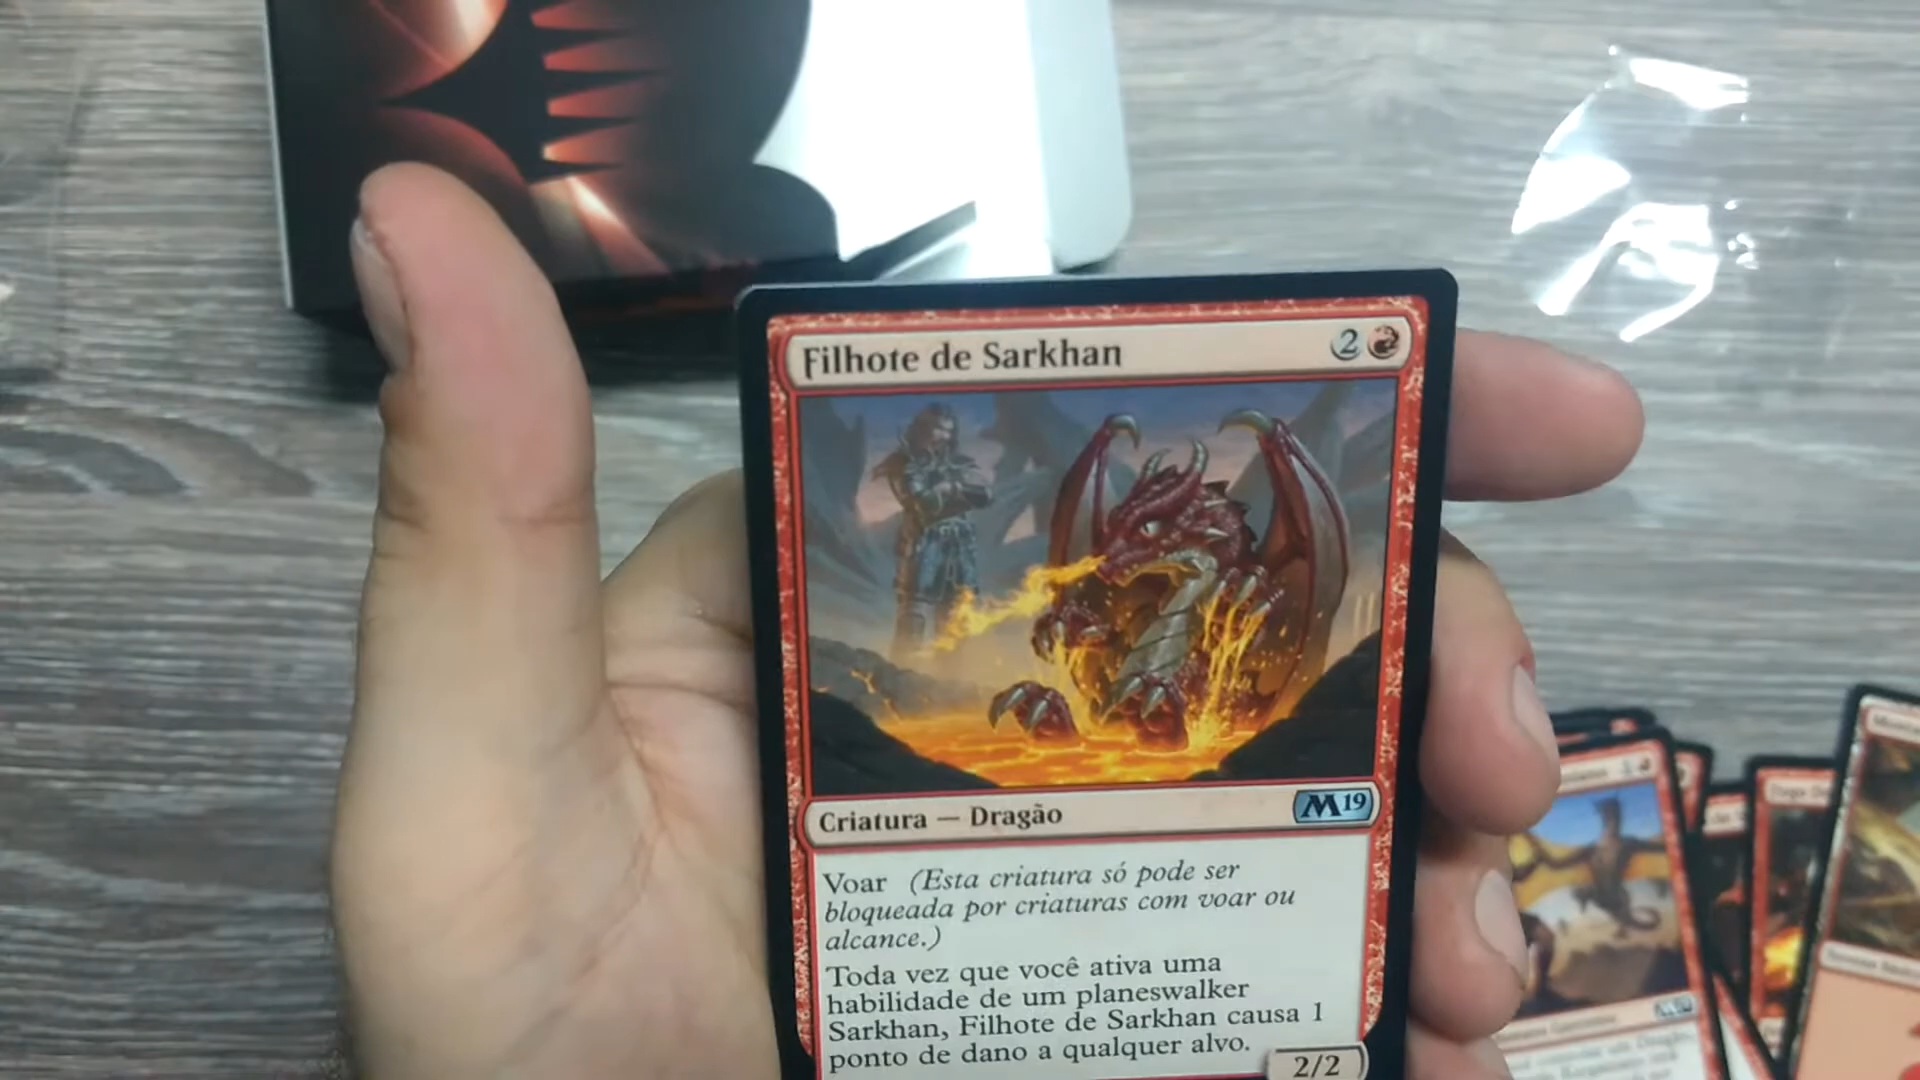 Filhote de Sarkhan 2
Criatura — Dragão M19
Voar (Esta criatura só pode ser
bloqueada por criaturas com voar ou
alcance.)
Toda vez que você ativa uma
habilidade de um planeswalker
Sarkhan, Filhote de Sarkhan causa 1
ponto de dano a qualquer alvo.
2/2